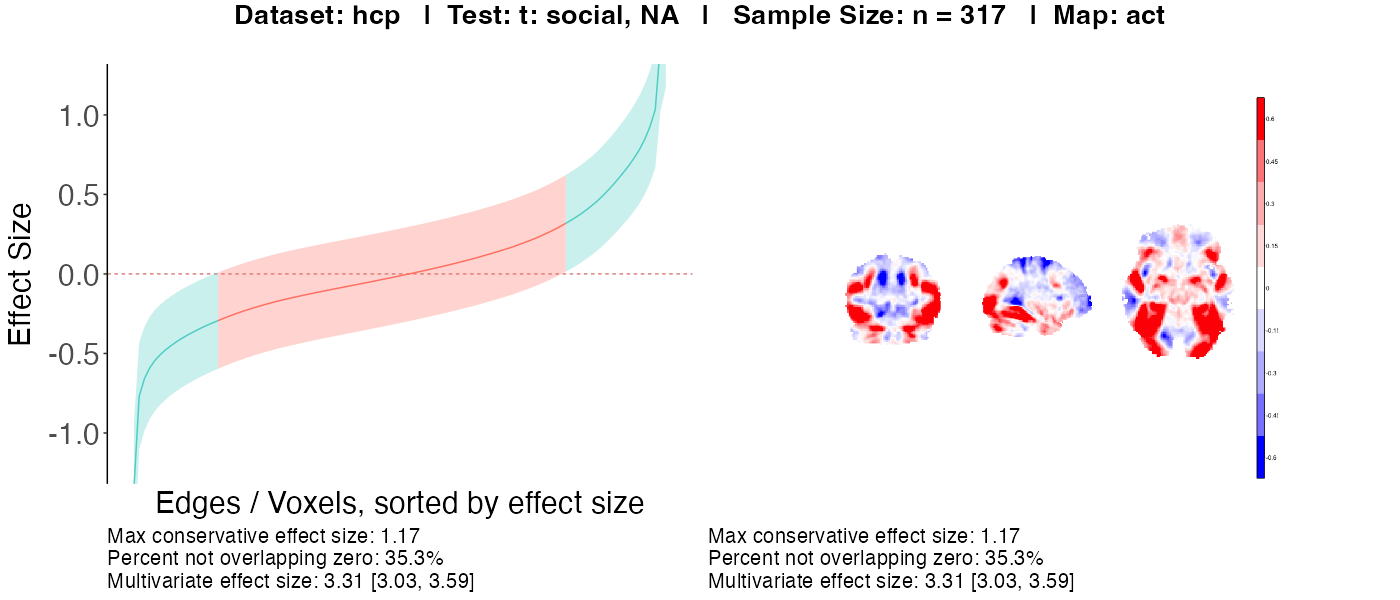 Dataset: hcp | Test: t: social, NA | Sample Size: n = 317 | Map: act
Effect Size
1.0
0.5
0.0
-0.5
-1.0
Edges / Voxels, sorted by effect size
Max conservative effect size: 1.17
Percent not overlapping zero: 35.3%
Multivariate effect size: 3.31 [3.03, 3.59]
0.6
0.45
0.3
0.15
0
-0.3
-0.6
Max conservative effect size: 1.17
Percent not overlapping zero: 35.3%
Multivariate effect size: 3.31 [3.03, 3.59]